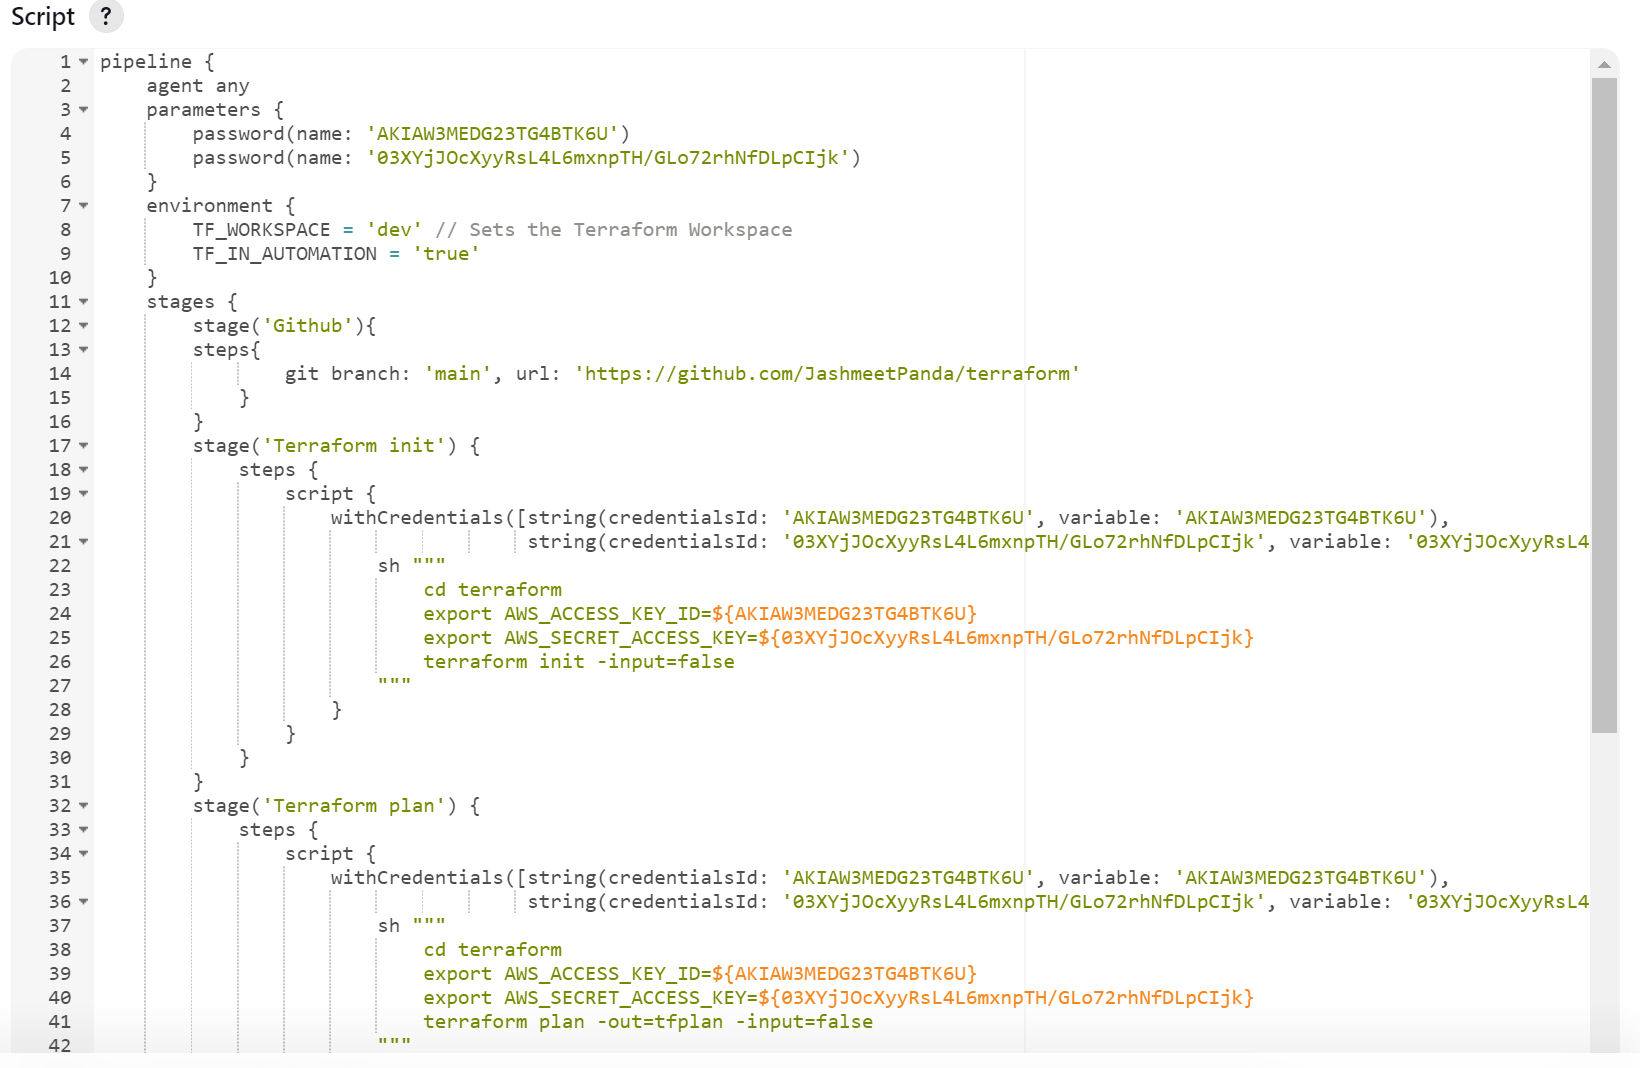 Script ?
1 pipeline {
2 agent any
3 parameters {
4 password(name: 'AKIAW3MEDG23TG4BTK6U')
5 password(name: '03XYjJOcXyyRsL4L6mxnpTH/GLo72rhNfDLpCIjk')
6 }
7 environment {
8 TF_WORKSPACE = 'dev' // Sets the Terraform Workspace
9 TF_IN_AUTOMATION = 'true'
10 }
11 stages {
12 stage('Github'){
13 steps{
14 git branch: 'main', url: 'https://github.com/JashmeetPanda/terraform'
15 }
16 }
17 stage('Terraform init') {
18 steps {
19 script {
20 withCredentials([string(credentialsId: 'AKIAW3MEDG23TG4BTK6U', variable: 'AKIAW3MEDG23TG4BTK6U'),
21 string(credentialsId: '03XYjJOcXyyRsL4L6mxnpTH/GLo72rhNfDLpCIjk', variable: '03XYjJOcXyyRsL4
22 sh """
23 cd terraform
24 export AWS_ACCESS_KEY_ID=${AKIAW3MEDG23TG4BTK6U}
25 export AWS_SECRET_ACCESS_KEY=${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}
26 terraform init -input=false
27 """
28 }
29 }
30 }
31 }
32 stage('Terraform plan') {
33 steps {
34 script {
35 withCredentials([string(credentialsId: 'AKIAW3MEDG23TG4BTK6U', variable: 'AKIAW3MEDG23TG4BTK6U'),
36 string(credentialsId: '03XYjJOcXyyRsL4L6mxnpTH/GLo72rhNfDLpCIjk', variable: '03XYjJOcXyyRsL4
37 sh """
38 cd terraform
39 export AWS_ACCESS_KEY_ID=${AKIAW3MEDG23TG4BTK6U}
40 export AWS_SECRET_ACCESS_KEY=${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}
41 terraform plan -out=tfplan -input=false
42 """